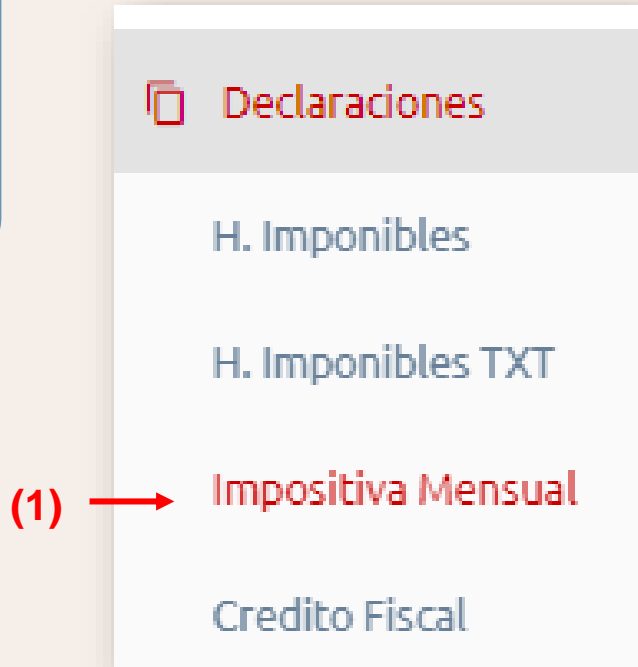 Declaraciones
H. Imponibles
H. Imponibles TXT
(1) Impositiva Mensual
Credito Fiscal